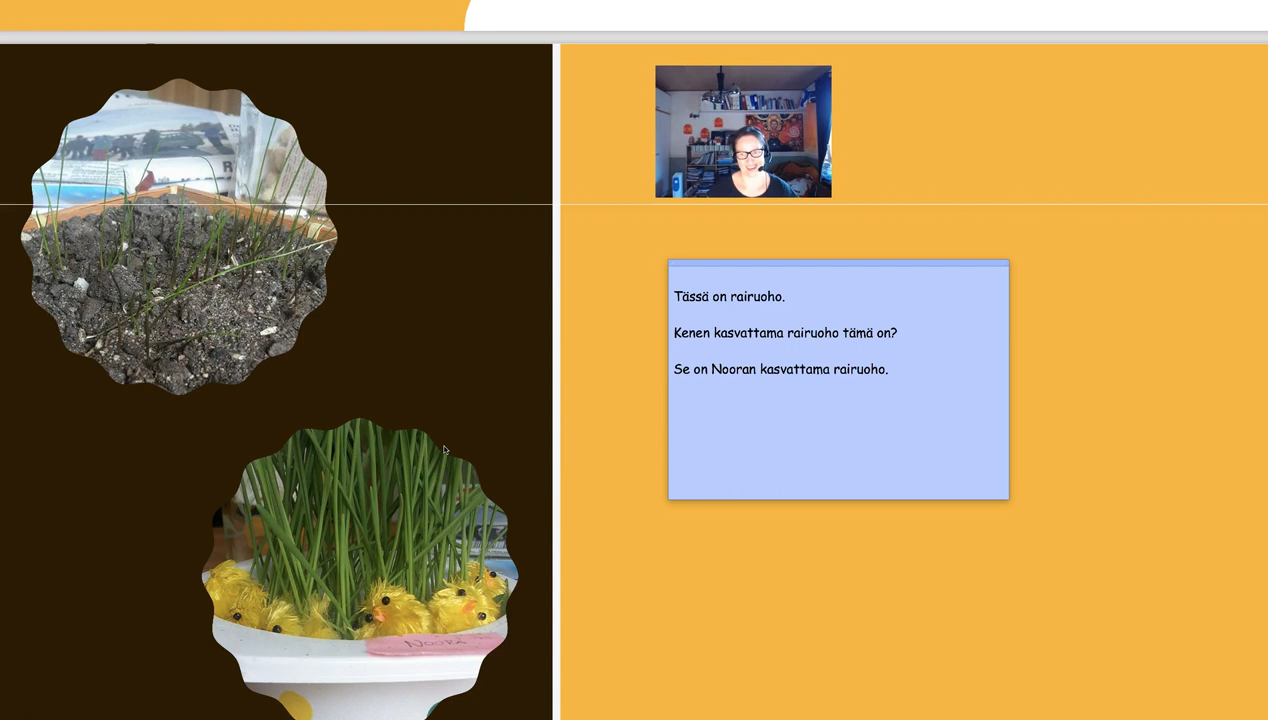 Tässä on rairuoho.
Kenen kasvattama rairuoho tämä on?
Se on Nooran kasvattama rairuoho.
NOORA